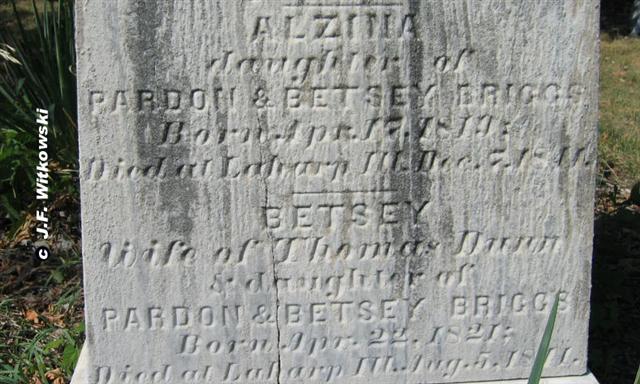 ALZINA
daughter of
PARDON & BETSEY BRIGGS
Born Apr. 17, 1819;
Died at Laharp Ill. Dec. 7, 1841.
BETSEY
Wife of Thomas Dunn
& daughter of
PARDON & BETSEY BRIGGS
Born Apr. 22, 1821;
Died at Laharp Ill. Aug. 5, 1841.
c J.F. Witkowski